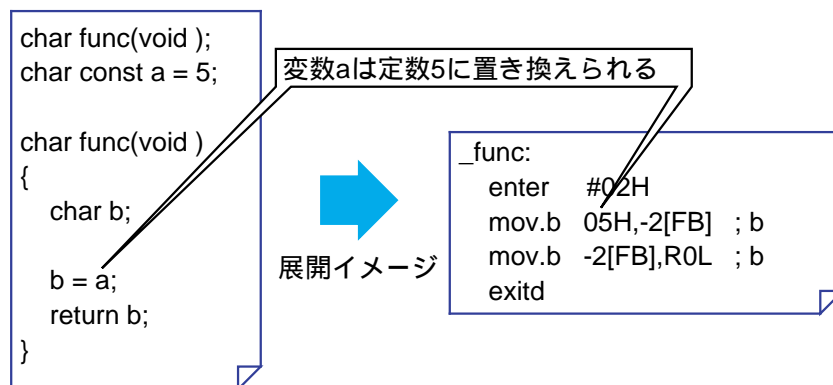 char func(void );
char const a = 5;
char func(void )
{
char b;
b = a;
return b;
}
変数aは定数5に置き換えられる
展開イメージ
_func:
enter #02H
mov.b 05H,-2[FB] ; b
mov.b -2[FB],R0L ; b
exitd